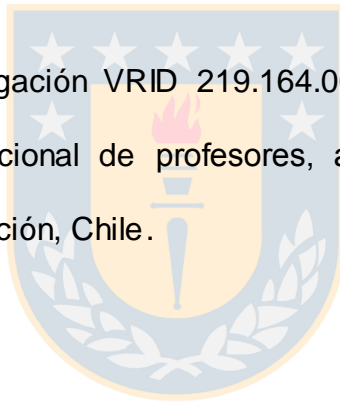 gación VRID 219.164.0
cional de profesores, a
ción, Chile.